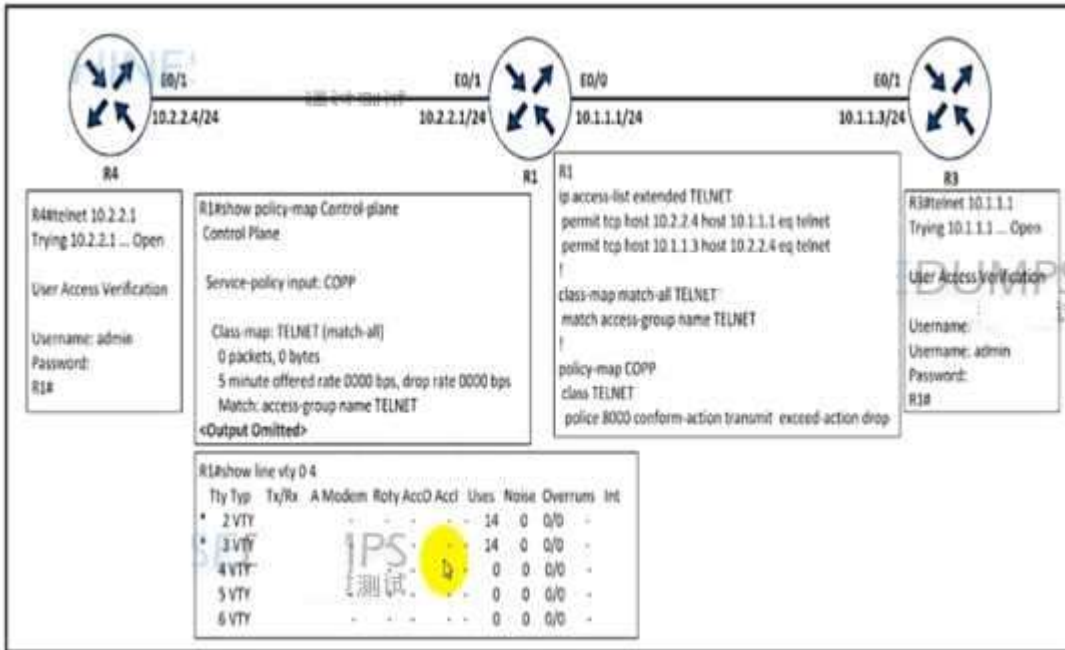 E0/1
E0/1
E0/0
E0/1
10.2.2.4/24
10.2.2.1/24
10.1.1.1/24
10.1.1.3/24
R4
R1
R3
R4#telnet 10.2.2.1
Trying 10.2.2.1 ... Open
User Access Verification
Username: admin
Password:
R1#
R1#show policy-map Control-plane
Control Plane
Service-policy input: COPP
Class-map: TELNET (match-all)
0 packets, 0 bytes
5 minute offered rate 0000 bps, drop rate 0000 bps
Match: access-group name TELNET
<Output Omitted>
R1
ip access-list extended TELNET
permit tcp host 10.2.2.4 host 10.1.1.1 eq telnet
permit tcp host 10.1.1.3 host 10.2.2.4 eq telnet
!
class-map match-all TELNET
match access-group name TELNET
!
policy-map COPP
class TELNET
police 8000 conform-action transmit exceed-action drop
R3#telnet 10.1.1.1
Trying 10.1.1.1 ... Open
User Access Verification
Username:
Username: admin
Password:
R1#
DUMPS
R1#show line vty 0 4
Tty Typ Tx/Rx A Modem Roty AccO AccI Uses Noise Overruns Int
* 2 VTY - - - - - 14 0 0/0 -
* 3 VTY - - - - 14 0 0/0 -
4 VTY - - - - 0 0 0/0 -
5 VTY - - - 0 0 0/0 -
6 VTY - - - - - 0 0 0/0 -
测试